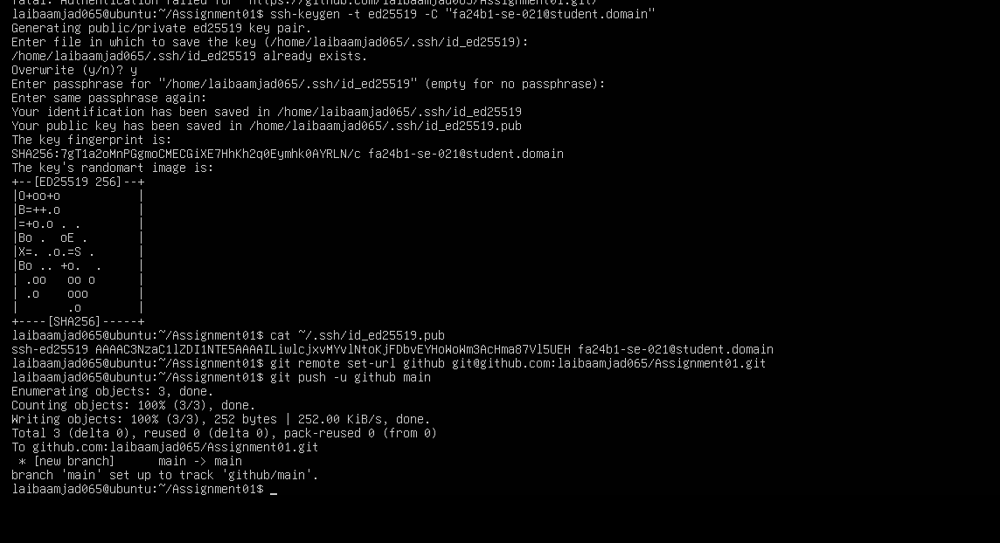 fatal: Authentication failed for 'https://github.com/laibaamjad065/Assignment01.git/'
laibaamjad065@ubuntu:~/Assignment01$ ssh-keygen -t ed25519 -C "fa24b1-se-021@student.domain"
Generating public/private ed25519 key pair.
Enter file in which to save the key (/home/laibaamjad065/.ssh/id_ed25519):
/home/laibaamjad065/.ssh/id_ed25519 already exists.
Overwrite (y/n)? y
Enter passphrase for "/home/laibaamjad065/.ssh/id_ed25519" (empty for no passphrase):
Enter same passphrase again:
Your identification has been saved in /home/laibaamjad065/.ssh/id_ed25519
Your public key has been saved in /home/laibaamjad065/.ssh/id_ed25519.pub
The key fingerprint is:
SHA256:7gT1a2oMnPGgmoCMECGiXE7HhKh2q0Eymhk0AYRLN/c fa24b1-se-021@student.domain
The key's randomart image is:
+--[ED25519 256]--+
|O+oo+o           |
|B=++.o           |
|=+o.o . .        |
|Bo .  oE .       |
|X=. .o.=S .      |
|Bo .. +o.  .     |
| .oo   oo o      |
| .o    ooo       |
|       .o        |
+----[SHA256]-----+
laibaamjad065@ubuntu:~/Assignment01$ cat ~/.ssh/id_ed25519.pub
ssh-ed25519 AAAAC3NzaC1lZDI1NTE5AAAAILiwlcjxvMYvlNtoKjFDbvEYHoWoWm3AcHma87Vl5UEH fa24b1-se-021@student.domain
laibaamjad065@ubuntu:~/Assignment01$ git remote set-url github git@github.com:laibaamjad065/Assignment01.git
laibaamjad065@ubuntu:~/Assignment01$ git push -u github main
Enumerating objects: 3, done.
Counting objects: 100% (3/3), done.
Writing objects: 100% (3/3), 252 bytes | 252.00 KiB/s, done.
Total 3 (delta 0), reused 0 (delta 0), pack-reused 0 (from 0)
To github.com:laibaamjad065/Assignment01.git
 * [new branch]      main -> main
branch 'main' set up to track 'github/main'.
laibaamjad065@ubuntu:~/Assignment01$ _